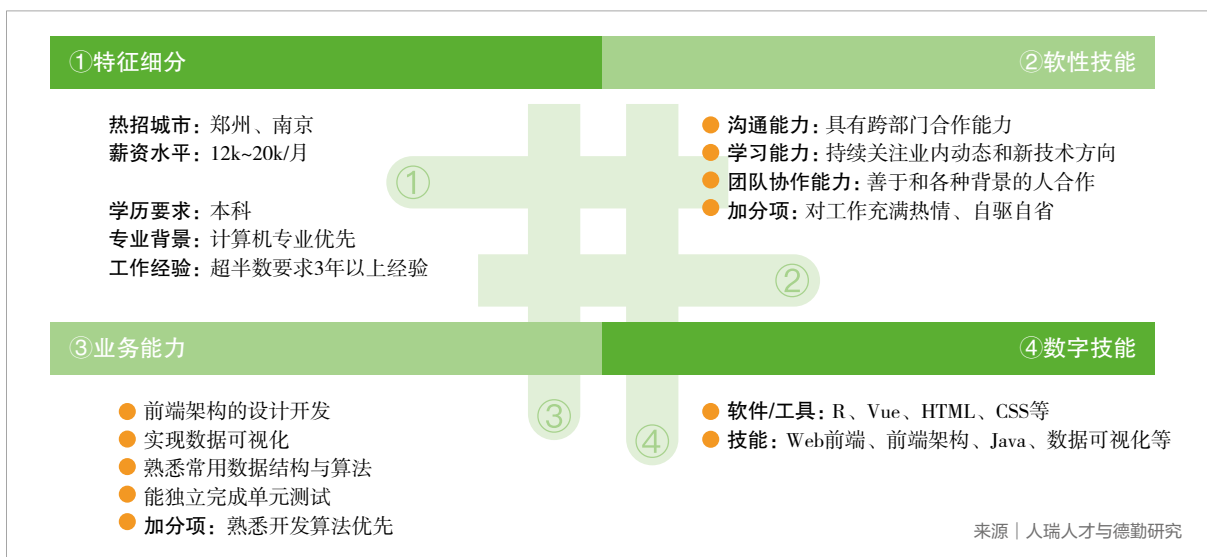 ①特征细分
热招城市：郑州、南京
薪资水平：12k~20k/月
学历要求：本科
专业背景：计算机专业优先
工作经验：超半数要求3年以上经验
②软性技能
沟通能力：具有跨部门合作能力
学习能力：持续关注业内动态和新技术方向
团队协作能力：善于和各种背景的人合作
加分项：对工作充满热情、自驱自省
①
②
③业务能力
前端架构的设计开发
实现数据可视化
熟悉常用数据结构与算法
能独立完成单元测试
加分项：熟悉开发算法优先
③
④
④数字技能
软件/工具：R、Vue、HTML、CSS等
技能：Web前端、前端架构、Java、数据可视化等
来源｜人瑞人才与德勤研究